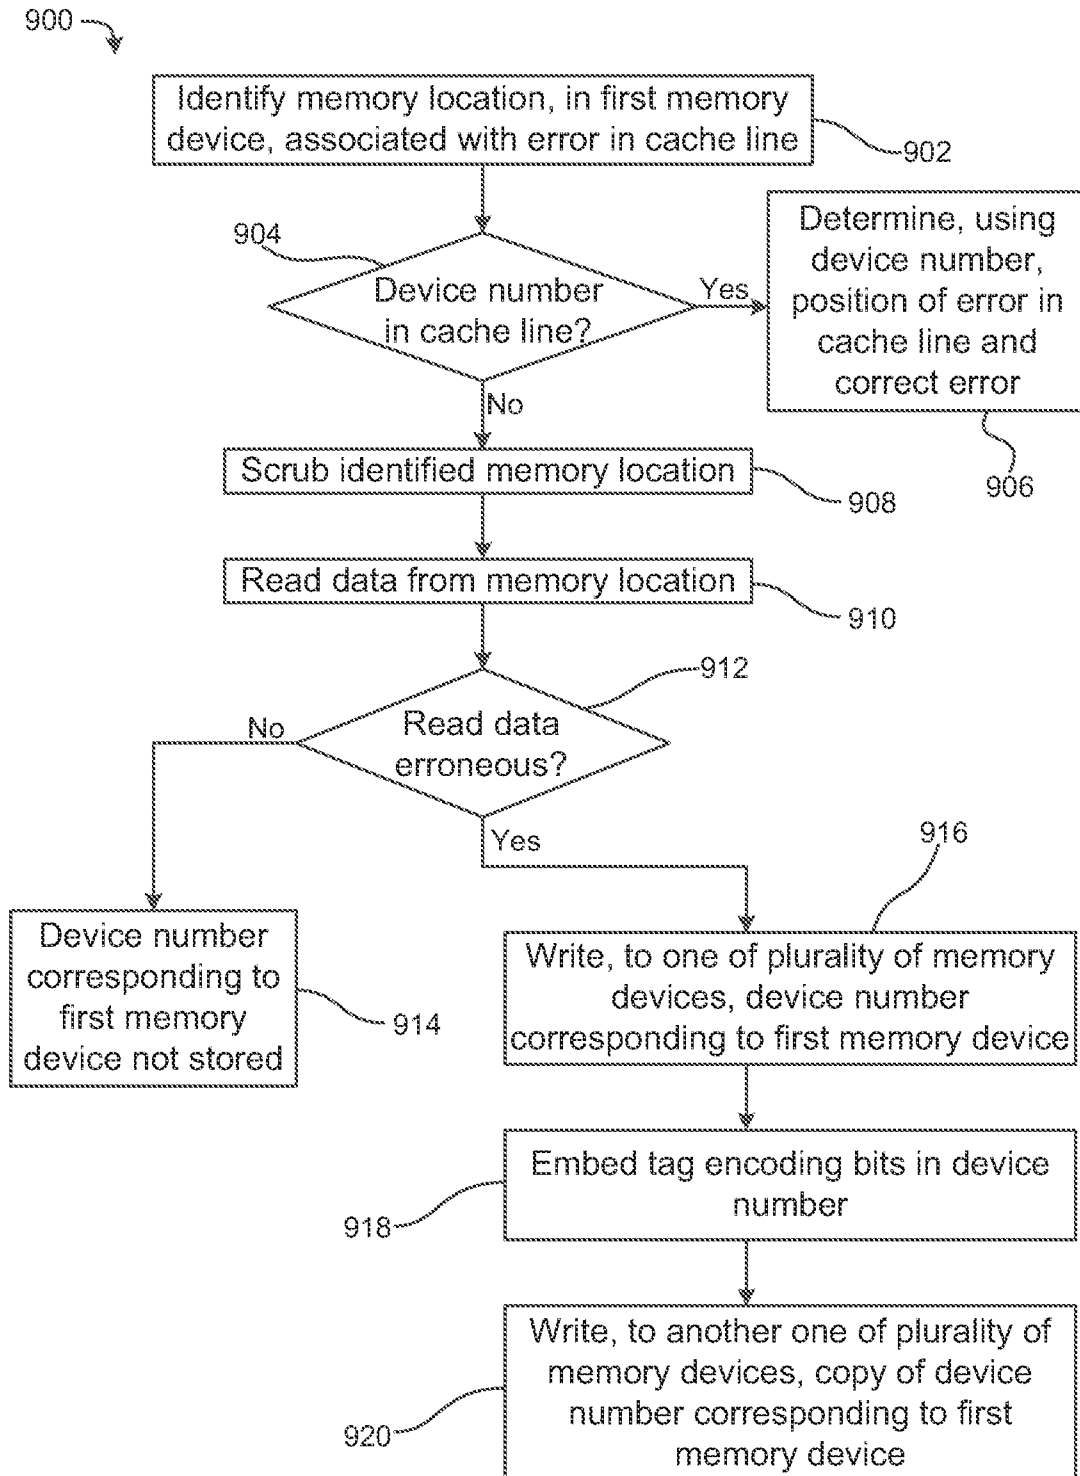 900
Identify memory location, in first memory
device, associated with error in cache line
902
904
Device number
in cache line?
Yes
Determine, using
device number,
position of error in
cache line and
correct error
906
No
Scrub identified memory location
908
Read data from memory location
910
912
Read data
erroneous?
No
Yes
916
Device number
corresponding to
first memory
device not stored
914
Write, to one of plurality of memory
devices, device number
corresponding to first memory device
Embed tag encoding bits in device
number
918
Write, to another one of plurality of
memory devices, copy of device
number corresponding to first
memory device
920